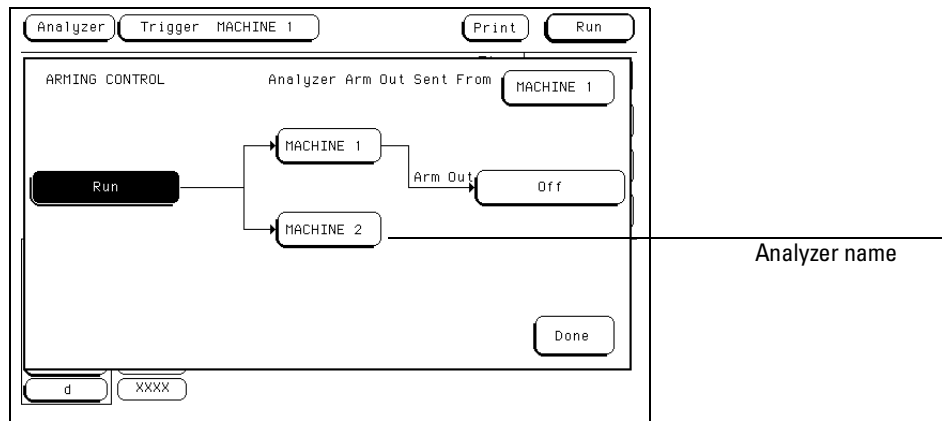 Analyzer Trigger MACHINE 1 Print Run
ARMING CONTROL Analyzer Arm Out Sent From MACHINE 1
MACHINE 1
Run Arm Out Off
MACHINE 2
Analyzer name
Done
d XXXX